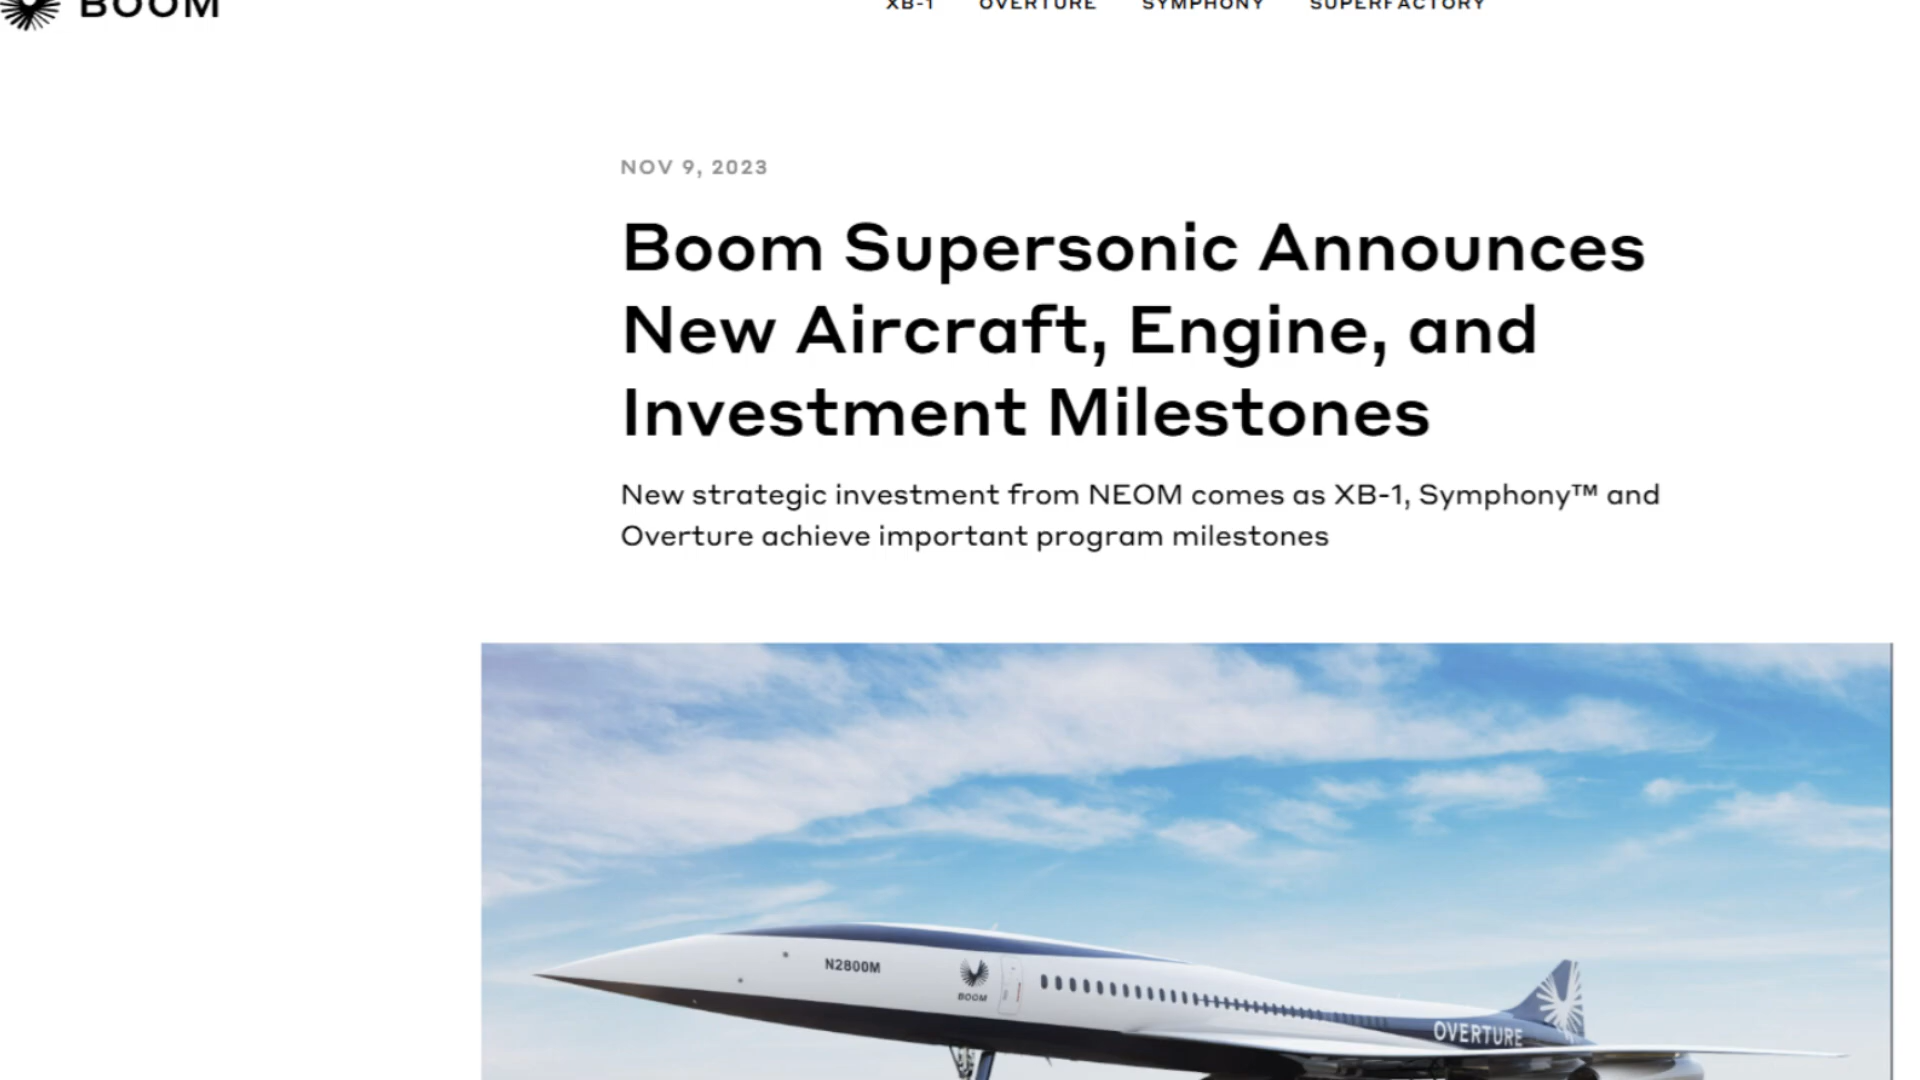 BOOM
XB-1 OVERTURE SYMPHONY SUPERFACTORY
NOV 9, 2023
Boom Supersonic Announces
New Aircraft, Engine, and
Investment Milestones
New strategic investment from NEOM comes as XB-1, Symphony™ and
Overture achieve important program milestones
N2800M
BOOM
OVERTURE